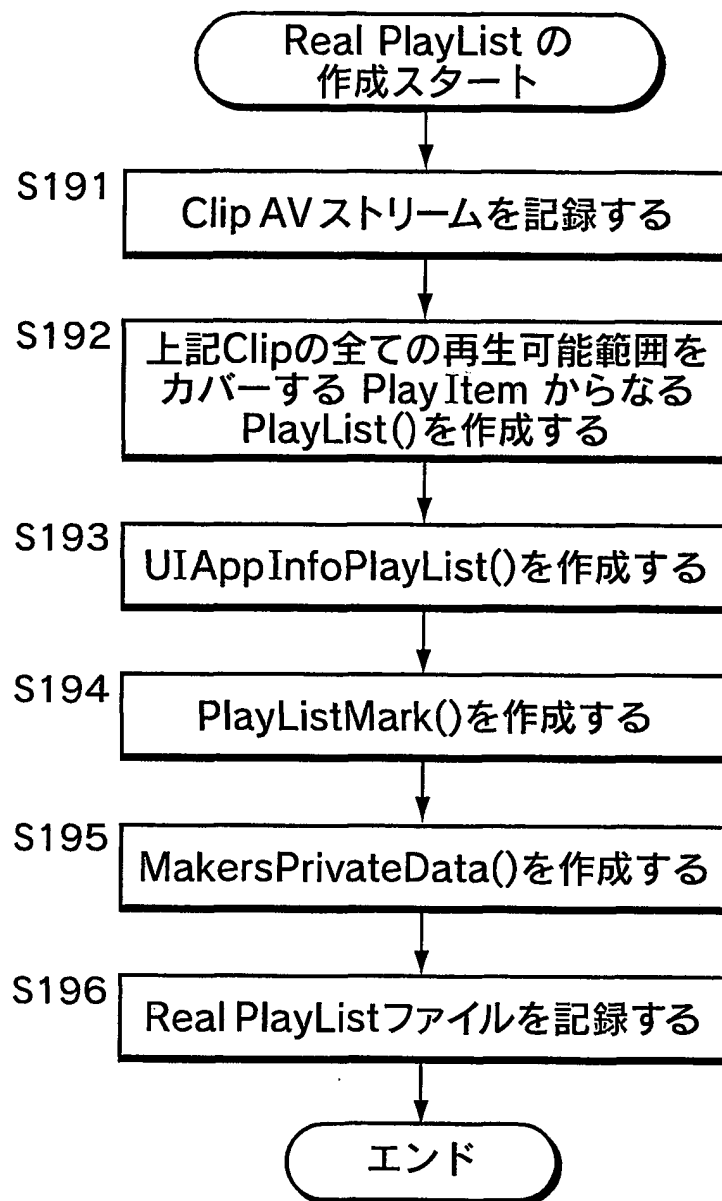 Real PlayList の
作成スタート
S191
Clip AVストリームを記録する
S192
上記Clipの全ての再生可能範囲を
カバーする PlayItem からなる
PlayList()を作成する
S193
UIAppInfoPlayList()を作成する
S194
PlayListMark()を作成する
S195
MakersPrivateData()を作成する
S196
Real PlayListファイルを記録する
エンド